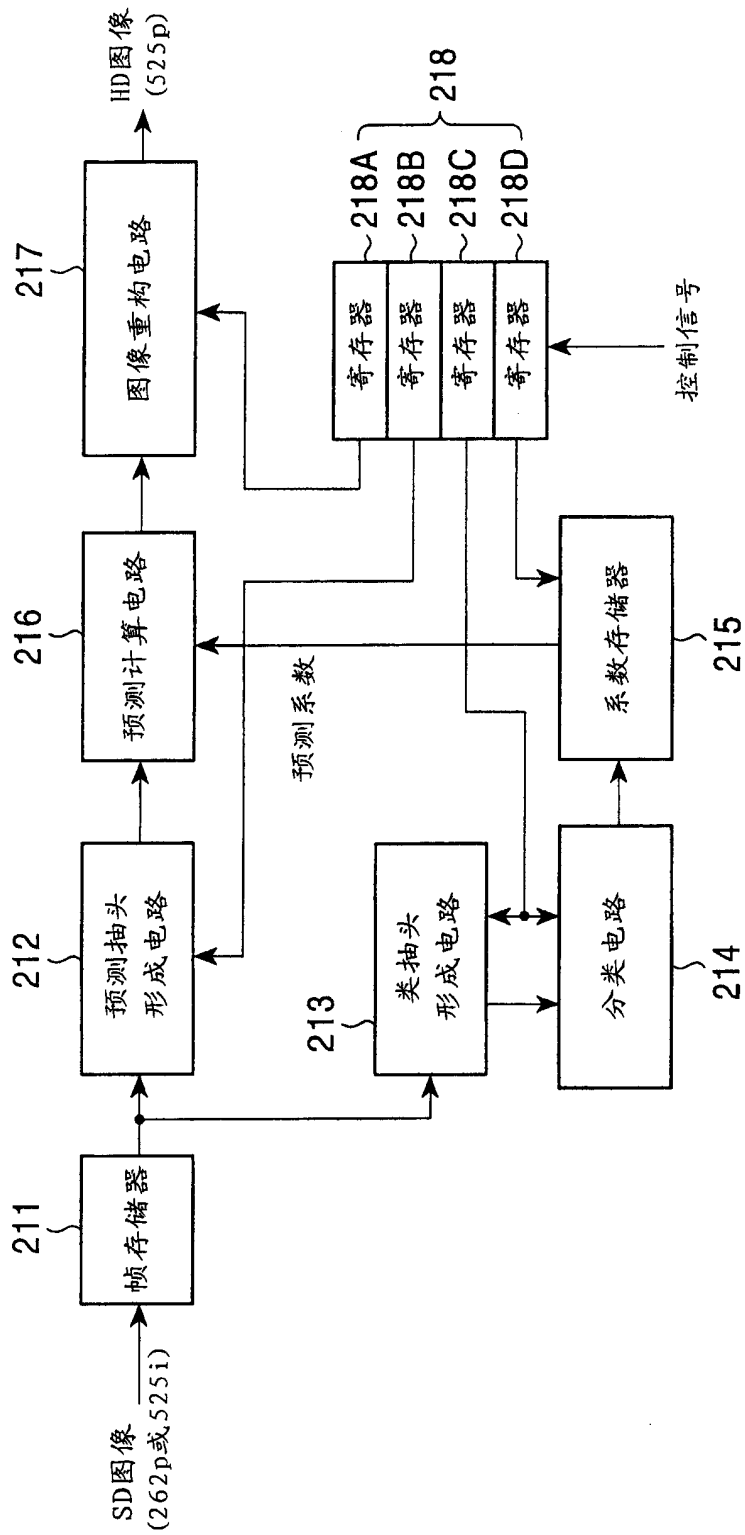 SD图像
(262p或525i)
211
帧存储器
212
预测抽头
形成电路
216
预测计算电路
217
图像重构电路
HD图像
(525p)
预测系数
213
类抽头
形成电路
214
分类电路
215
系数存储器
寄存器
寄存器
寄存器
寄存器
218A
218B
218C
218D
218
控制信号